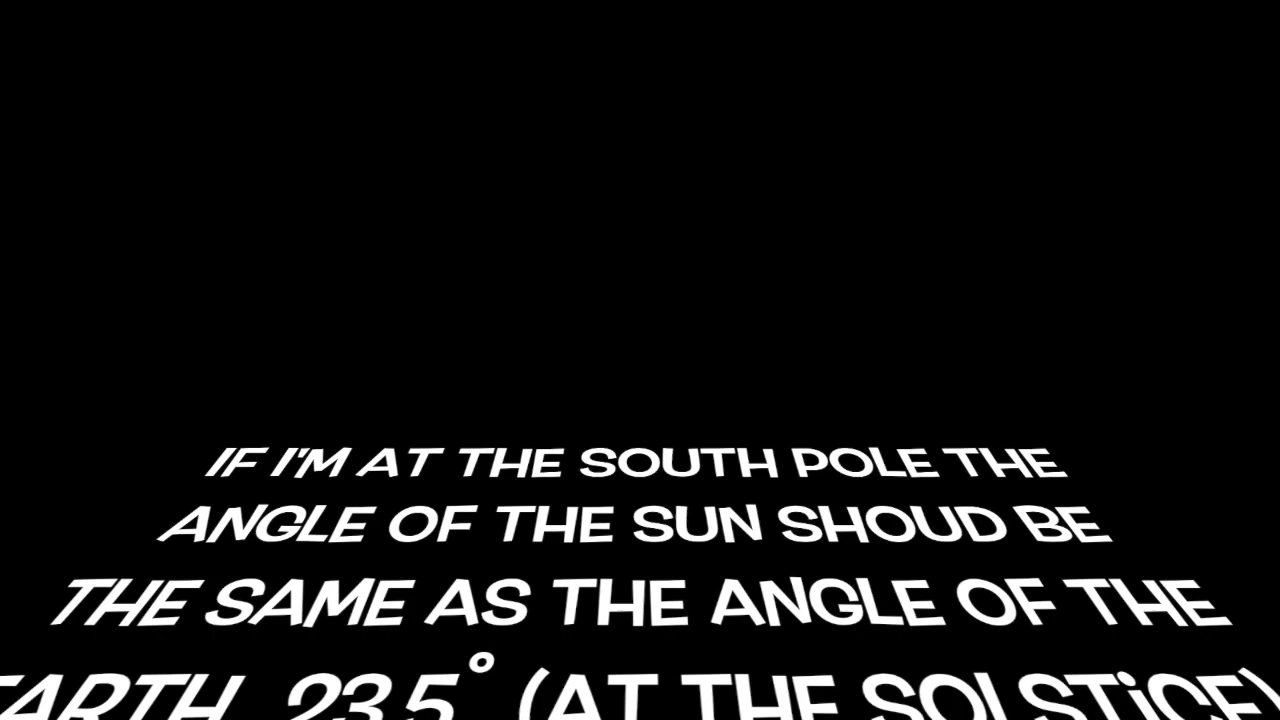 IF I'M AT THE SOUTH POLE THE
ANGLE OF THE SUN SHOUD BE
THE SAME AS THE ANGLE OF THE
EARTH 23.5° (AT THE SOLSTiCE)